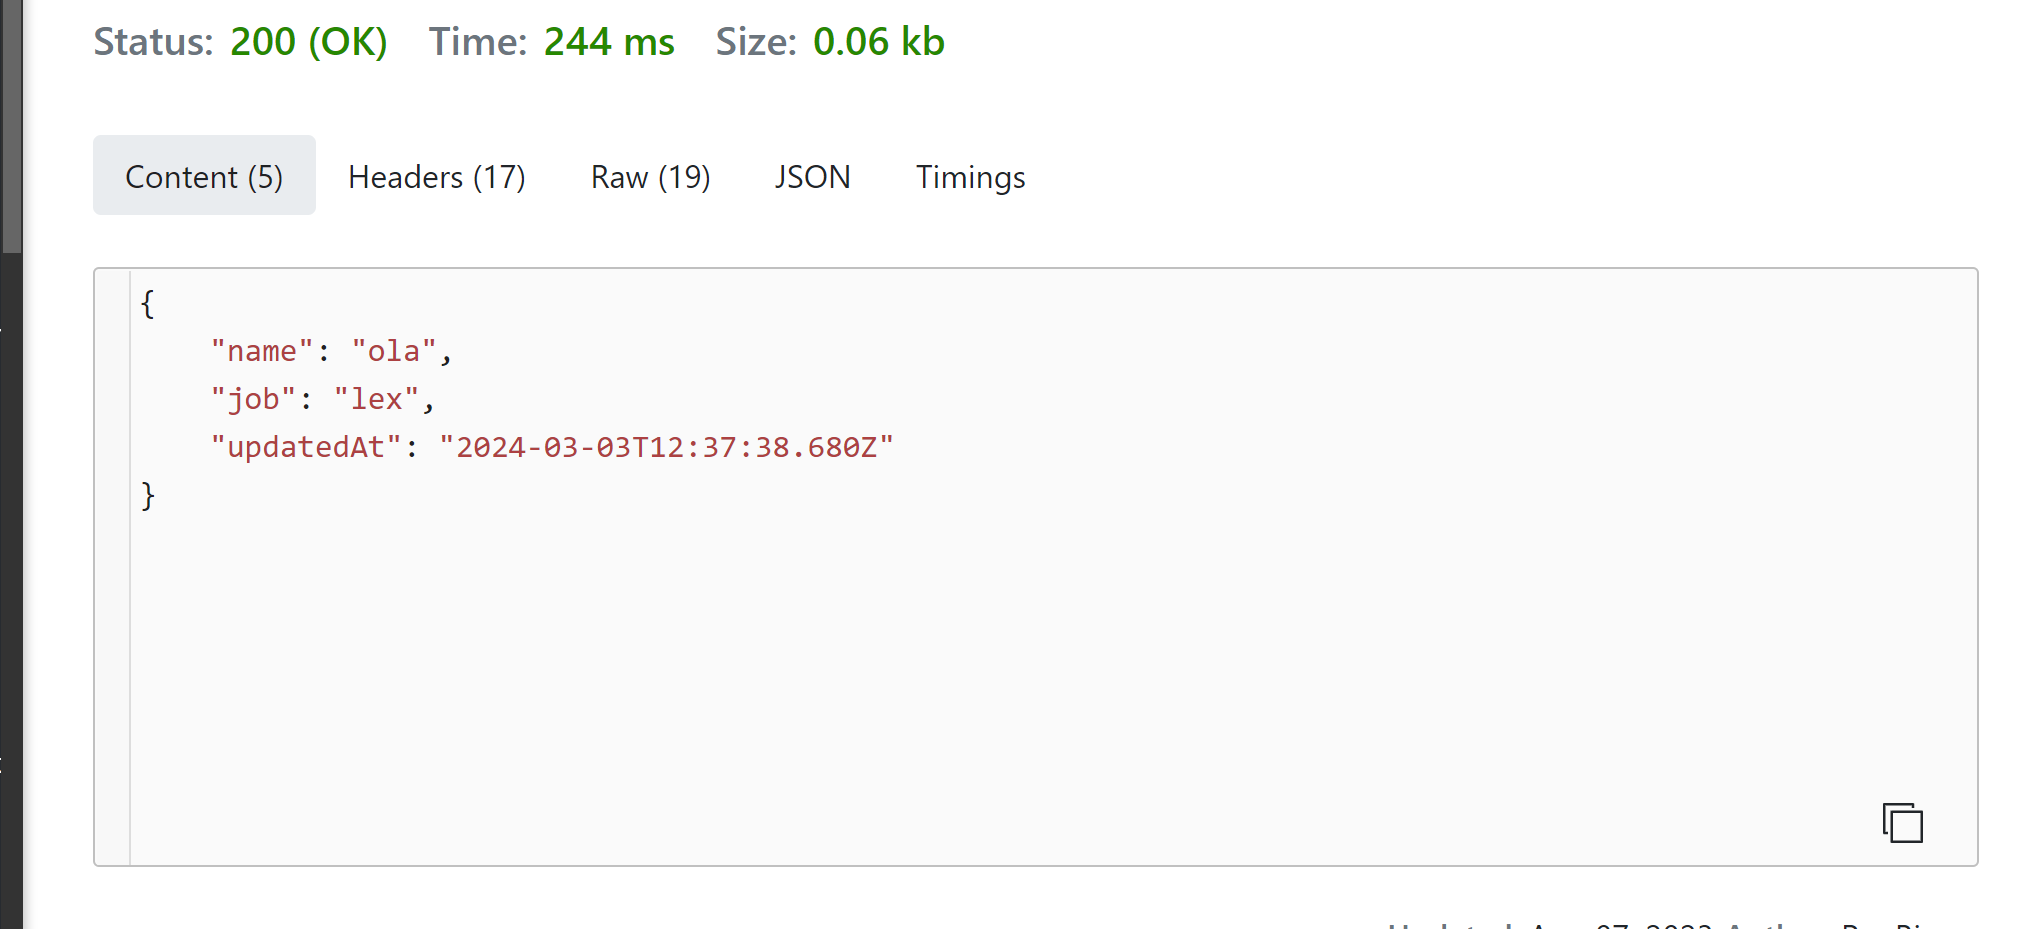 Status: 200 (OK) Time: 244 ms Size: 0.06 kb
Content (5) Headers (17) Raw (19) JSON Timings
{
"name": "ola",
"job": "lex",
"updatedAt": "2024-03-03T12:37:38.680Z"
}